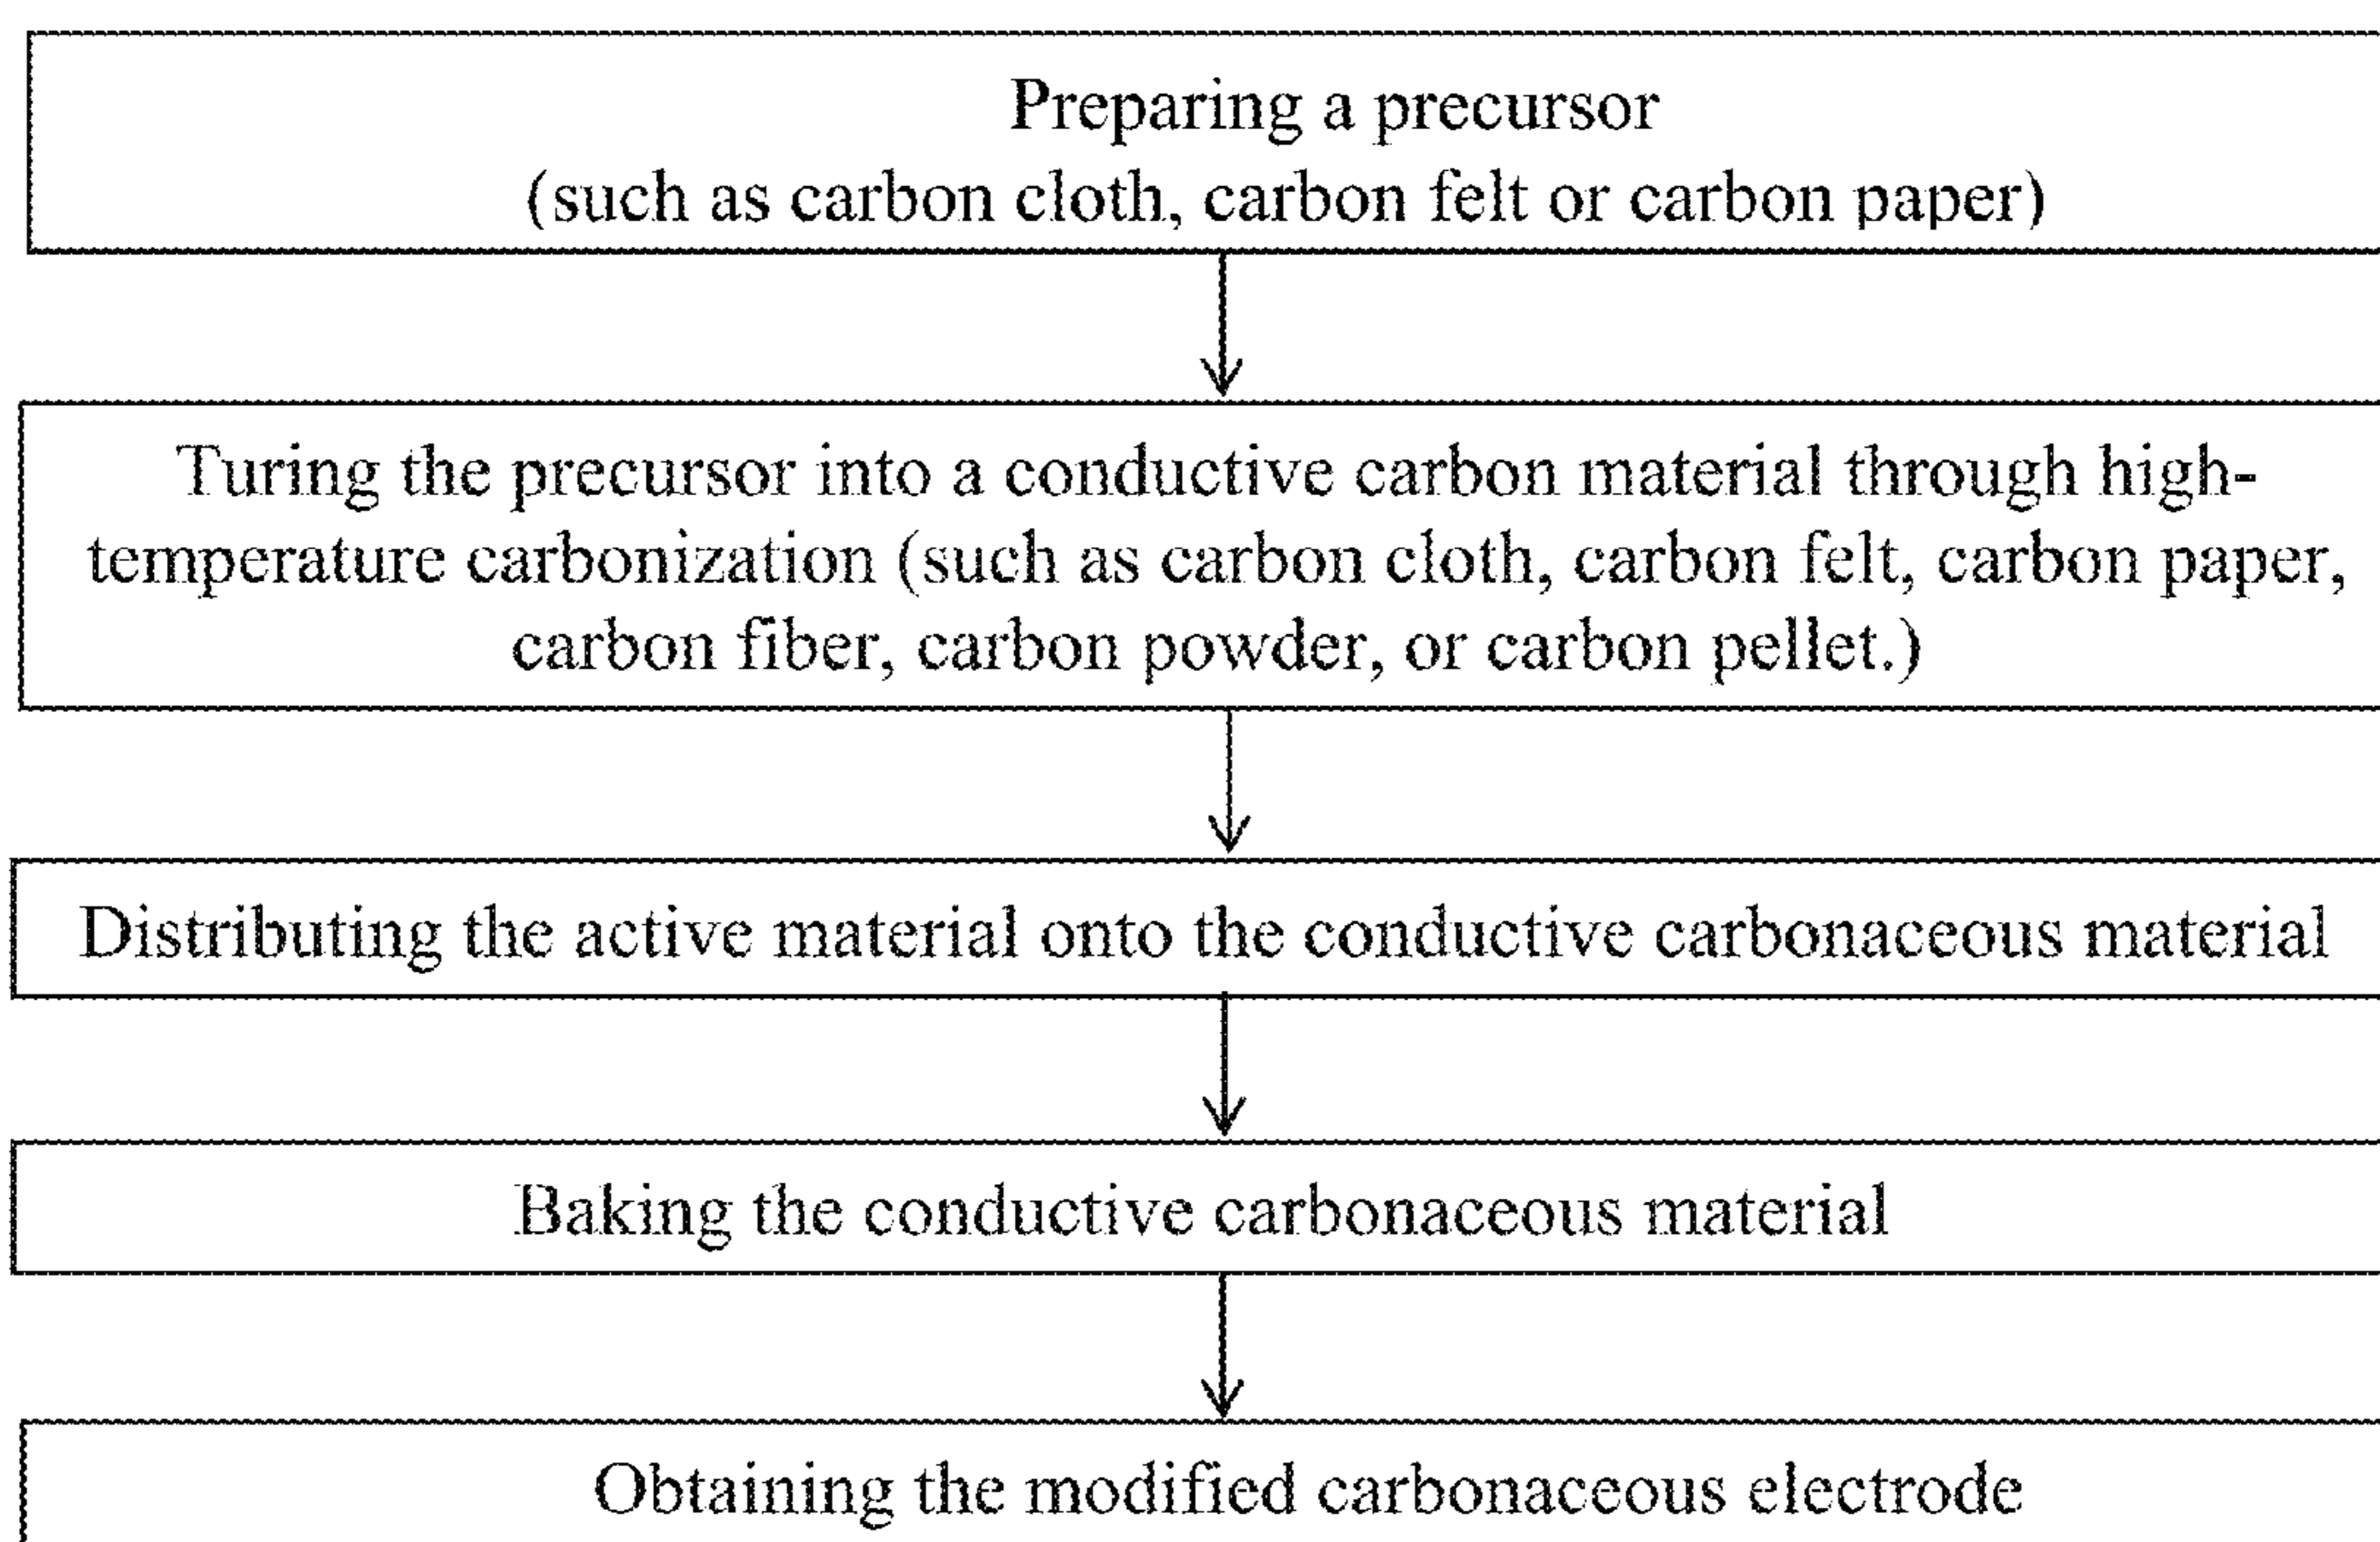 Preparing a precursor
(such as carbon cloth, carbon felt or carbon paper)
Turing the precursor into a conductive carbon material through high-
temperature carbonization (such as carbon cloth, carbon felt, carbon paper,
carbon fiber, carbon powder, or carbon pellet.)
Distributing the active material onto the conductive carbonaceous material
Baking the conductive carbonaceous material
Obtaining the modified carbonaceous electrode